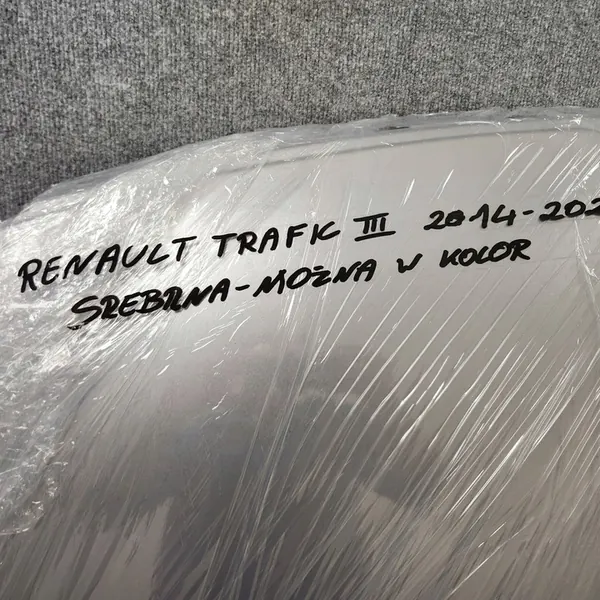 RENAULT TRAFIC III 2014-202
SREBRNA-MOŻNA W KOLOR